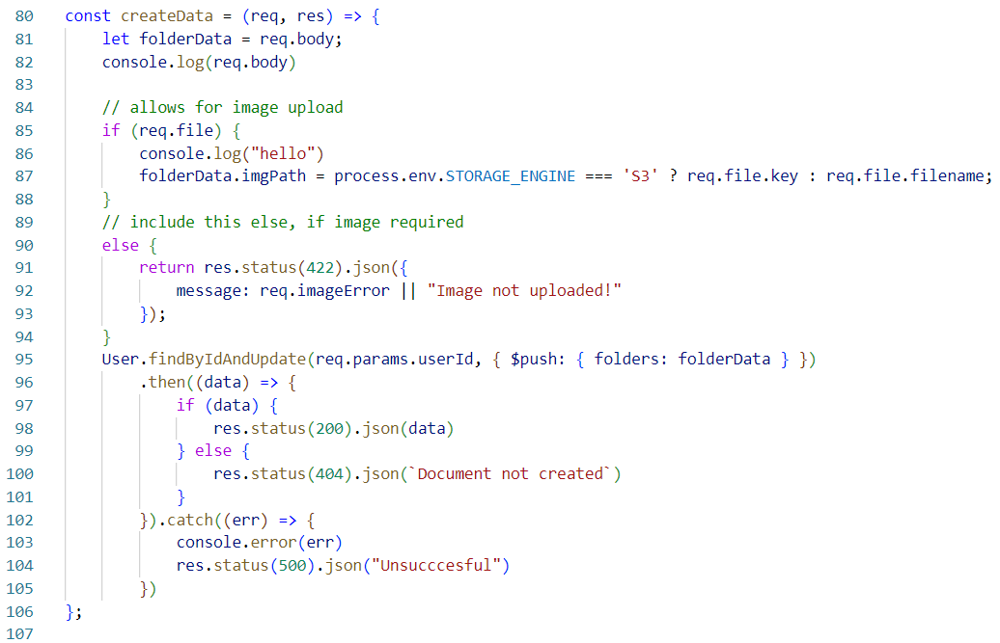 80 const createData = (req, res) => {
81 let folderData = req.body;
82 console.log(req.body)
83
84 // allows for image upload
85 if (req.file) {
86 console.log("hello")
87 folderData.imgPath = process.env.STORAGE_ENGINE === 'S3' ? req.file.key : req.file.filename;
88 }
89 // include this else, if image required
90 else {
91 return res.status(422).json({
92 message: req.imageError || "Image not uploaded!"
93 });
94 }
95 User.findByIdAndUpdate(req.params.userId, { $push: { folders: folderData } })
96 .then((data) => {
97 if (data) {
98 res.status(200).json(data)
99 } else {
100 res.status(404).json(`Document not created`)
101 }
102 }).catch((err) => {
103 console.error(err)
104 res.status(500).json("Unsucccesful")
105 })
106 };
107